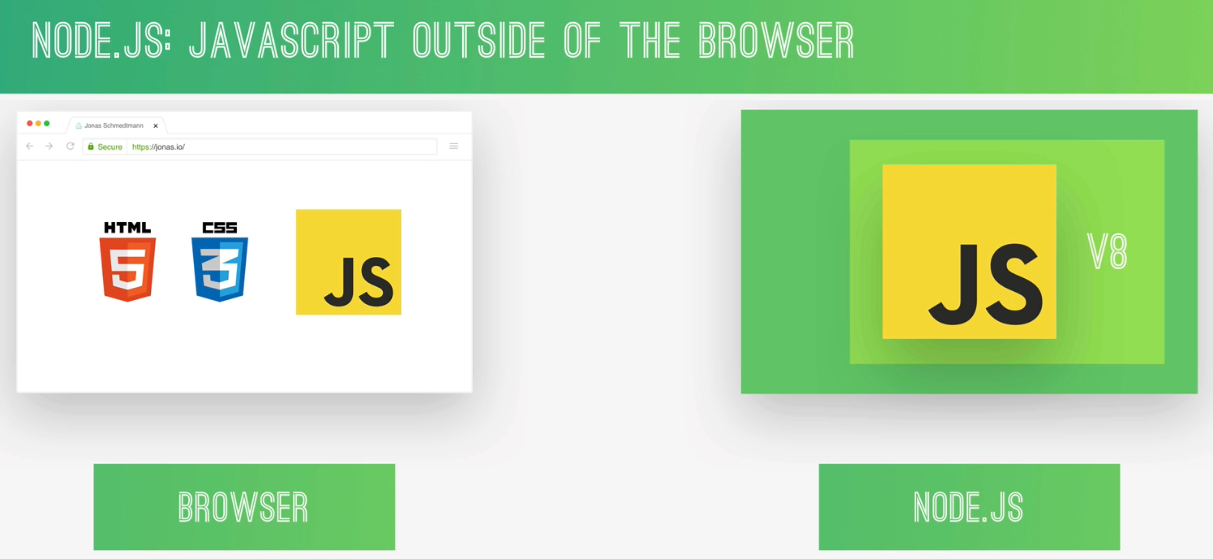 NODE.JS: JAVASCRIPT OUTSIDE OF THE BROWSER
Jonas Schmedtmann
Secure https://jonas.io/
HTML
5
CSS
3
JS
JS
V8
BROWSER
NODE.JS